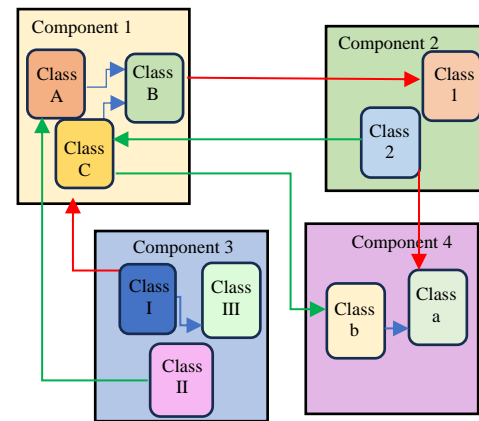 Component 1
Class
A
Class
B
Class
C
Component 2
Class
1
Class
2
Component 3
Class
I
Class
III
Class
II
Component 4
Class
b
Class
a